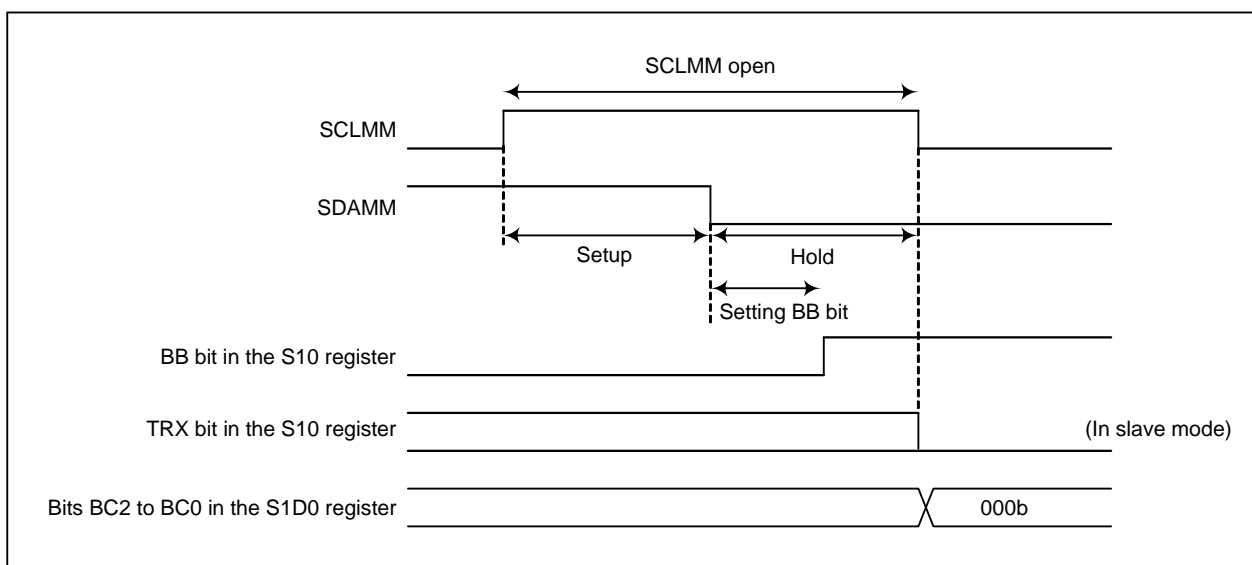 SCLMM open
SCLMM
SDAMM
Setup
Hold
Setting BB bit
BB bit in the S10 register
TRX bit in the S10 register
(In slave mode)
Bits BC2 to BC0 in the S1D0 register
000b